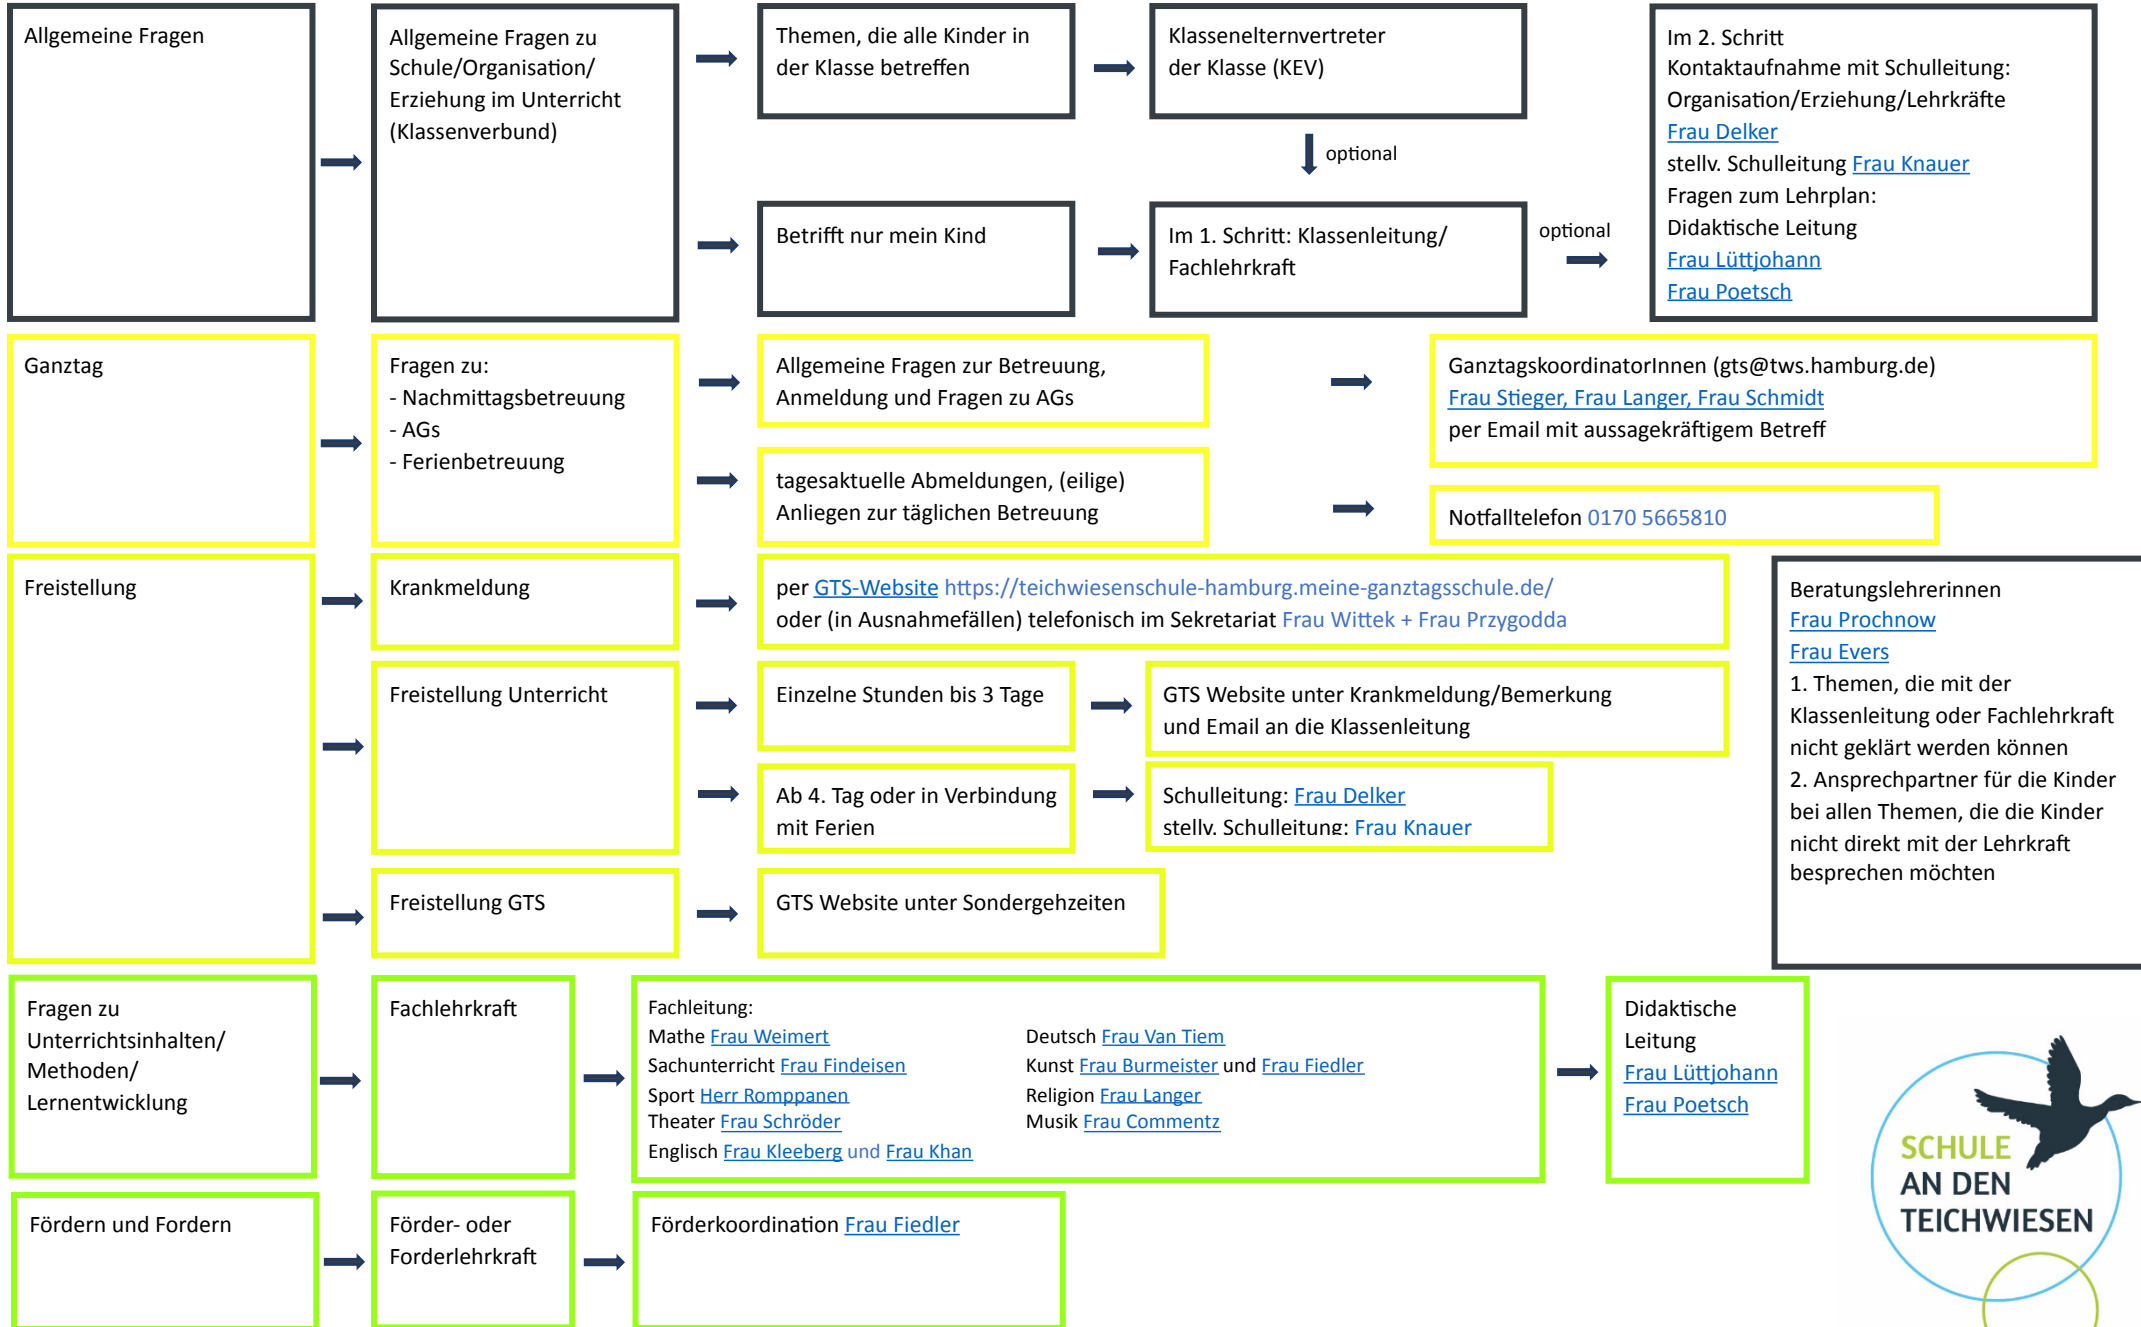 Allgemeine Fragen
Allgemeine Fragen zu
Schule/Organisation/
Erziehung im Unterricht
(Klassenverbund)
Themen, die alle Kinder in
der Klasse betreffen
Klassenelternvertreter
der Klasse (KEV)
optional
Betrifft nur mein Kind
Im 1. Schritt: Klassenleitung/
Fachlehrkraft
optional
Im 2. Schritt
Kontaktaufnahme mit Schulleitung:
Organisation/Erziehung/Lehrkräfte
Frau Delker
stellv. Schulleitung Frau Knauer
Fragen zum Lehrplan:
Didaktische Leitung
Frau Lüttjohann
Frau Poetsch
Ganztag
Fragen zu:
- Nachmittagsbetreuung
- AGs
- Ferienbetreuung
Allgemeine Fragen zur Betreuung,
Anmeldung und Fragen zu AGs
GanztagskoordinatorInnen (gts@tws.hamburg.de)
Frau Stieger, Frau Langer, Frau Schmidt
per Email mit aussagekräftigem Betreff
tagesaktuelle Abmeldungen, (eilige)
Anliegen zur täglichen Betreuung
Notfalltelefon 0170 5665810
Freistellung
Krankmeldung
per GTS-Website https://teichwiesenschule-hamburg.meine-ganztagsschule.de/
oder (in Ausnahmefällen) telefonisch im Sekretariat Frau Wittek + Frau Przygodda
Freistellung Unterricht
Einzelne Stunden bis 3 Tage
GTS Website unter Krankmeldung/Bemerkung
und Email an die Klassenleitung
Ab 4. Tag oder in Verbindung
mit Ferien
Schulleitung: Frau Delker
stellv. Schulleitung: Frau Knauer
Freistellung GTS
GTS Website unter Sondergehzeiten
Beratungslehrerinnen
Frau Prochnow
Frau Evers
1. Themen, die mit der
Klassenleitung oder Fachlehrkraft
nicht geklärt werden können
2. Ansprechpartner für die Kinder
bei allen Themen, die die Kinder
nicht direkt mit der Lehrkraft
besprechen möchten
Fragen zu
Unterrichtsinhalten/
Methoden/
Lernentwicklung
Fachlehrkraft
Fachleitung:
Mathe Frau Weimert
Sachunterricht Frau Findeisen
Sport Herr Romppanen
Theater Frau Schröder
Englisch Frau Kleeberg und Frau Khan
Deutsch Frau Van Tiem
Kunst Frau Burmeister und Frau Fiedler
Religion Frau Langer
Musik Frau Commentz
Didaktische
Leitung
Frau Lüttjohann
Frau Poetsch
Fördern und Fordern
Förder- oder
Forderlehrkraft
Förderkoordination Frau Fiedler
SCHULE
AN DEN
TEICHWIESEN